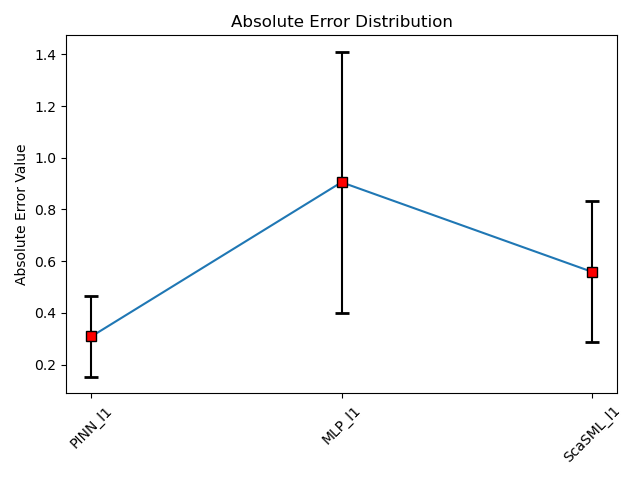 Absolute Error Distribution
Absolute Error Value
1.4
1.2
1.0
0.8
0.6
0.4
0.2
PINN_l1
MLP_l1
ScaSML_l1